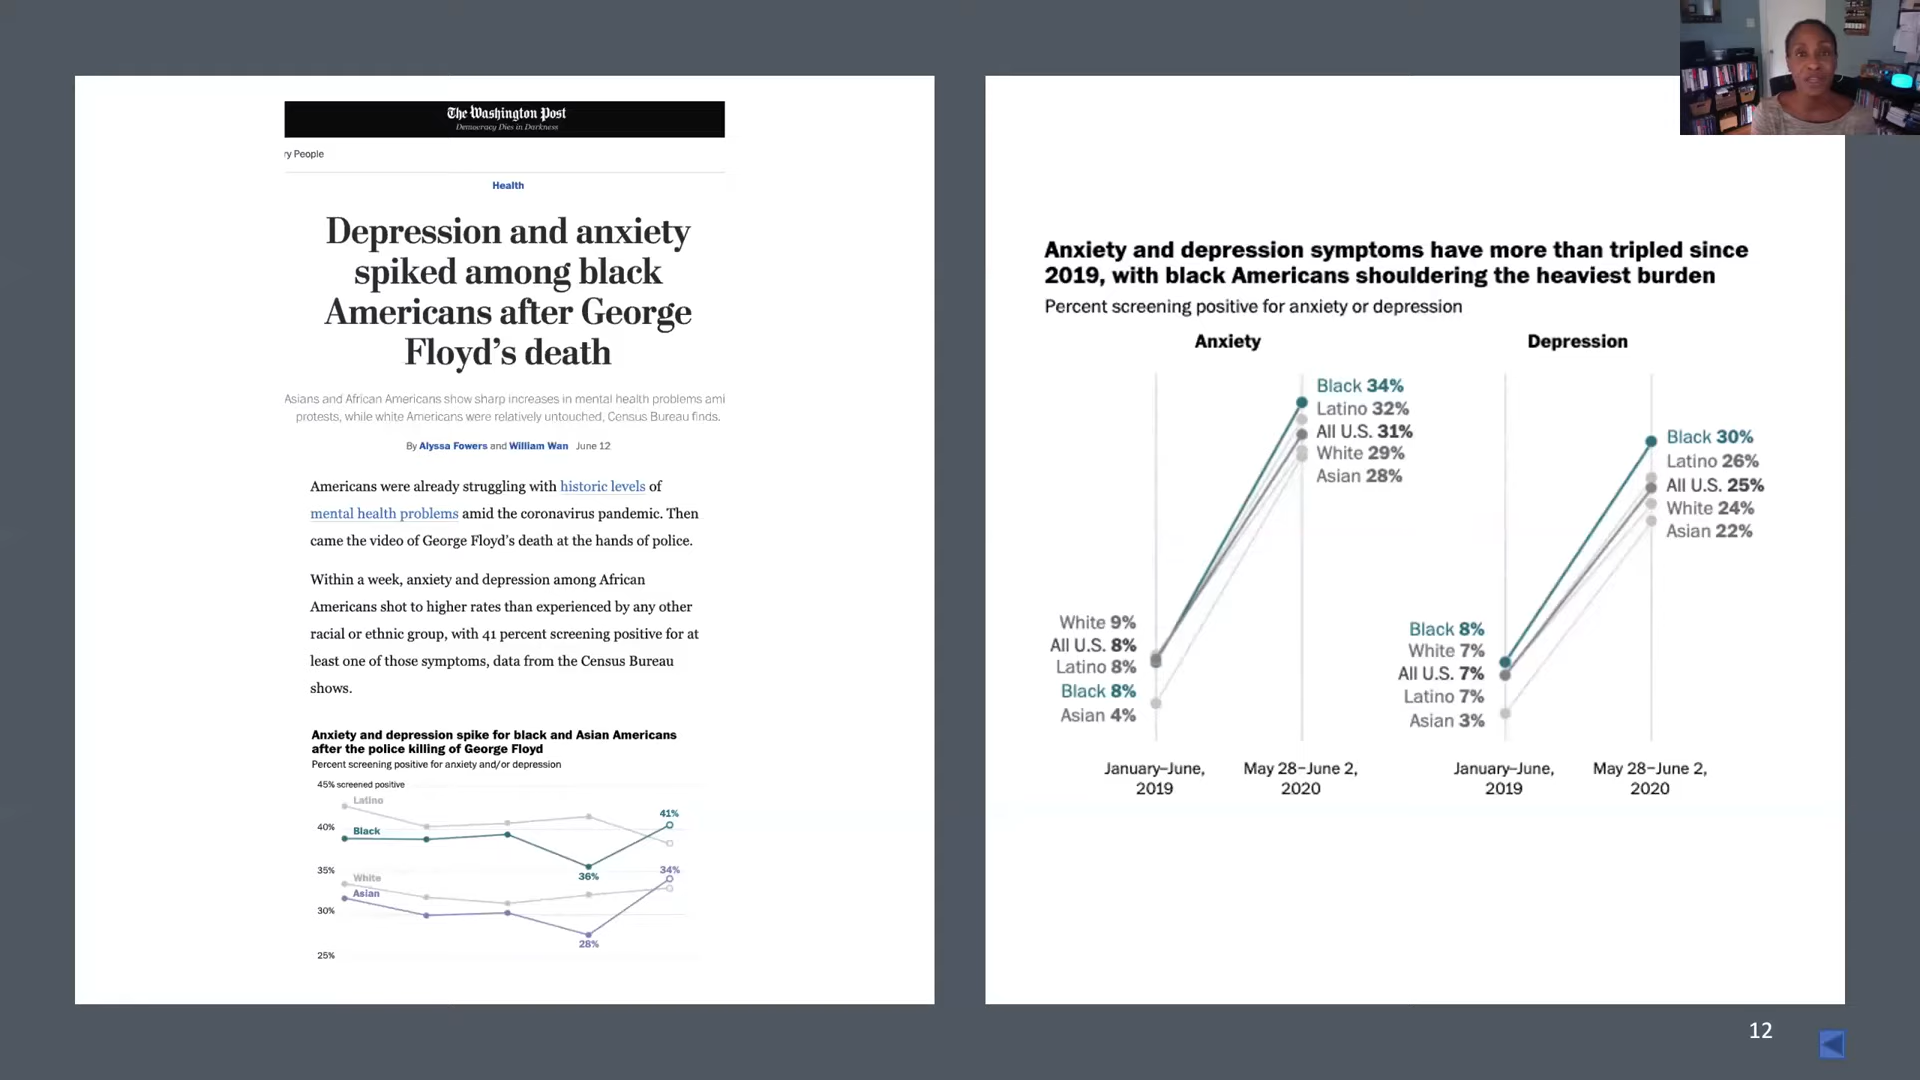 The Washington Post
Democracy Dies in Darkness
ry People
Health
Depression and anxiety
spiked among black
Americans after George
Floyd's death
Asians and African Americans show sharp increases in mental health problems ami
protests, while white Americans were relatively untouched, Census Bureau finds.
By Alyssa Fowers and William Wan June 12
Americans were already struggling with historic levels of
mental health problems amid the coronavirus pandemic. Then
came the video of George Floyd's death at the hands of police.
Within a week, anxiety and depression among African
Americans shot to higher rates than experienced by any other
racial or ethnic group, with 41 percent screening positive for at
least one of those symptoms, data from the Census Bureau
shows.
Anxiety and depression spike for black and Asian Americans
after the police killing of George Floyd
Percent screening positive for anxiety and/or depression
45% screened positive
Latino
41%
40%
Black
35%
36%
34%
White
Asian
30%
28%
25%
Anxiety and depression symptoms have more than tripled since
2019, with black Americans shouldering the heaviest burden
Percent screening positive for anxiety or depression
Anxiety
Black 34%
Latino 32%
All U.S. 31%
White 29%
Asian 28%
White 9%
All U.S. 8%
Latino 8%
Black 8%
Asian 4%
January–June,
2019
May 28–June 2,
2020
Depression
Black 30%
Latino 26%
All U.S. 25%
White 24%
Asian 22%
Black 8%
White 7%
All U.S. 7%
Latino 7%
Asian 3%
January–June,
2019
May 28–June 2,
2020
12